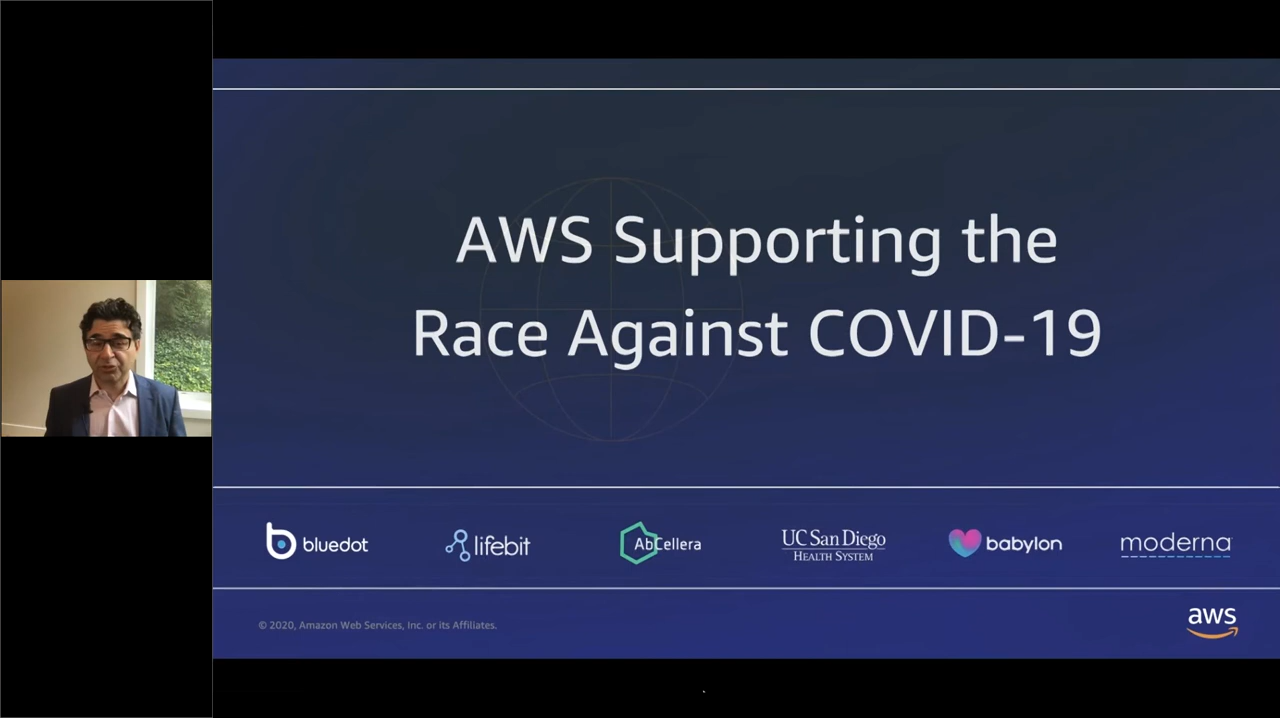 AWS Supporting the
Race Against COVID-19
bluedot
lifebit
AbCellera
UC San Diego
HEALTH SYSTEM
babylon
moderna
© 2020, Amazon Web Services, Inc. or its Affiliates.
aws